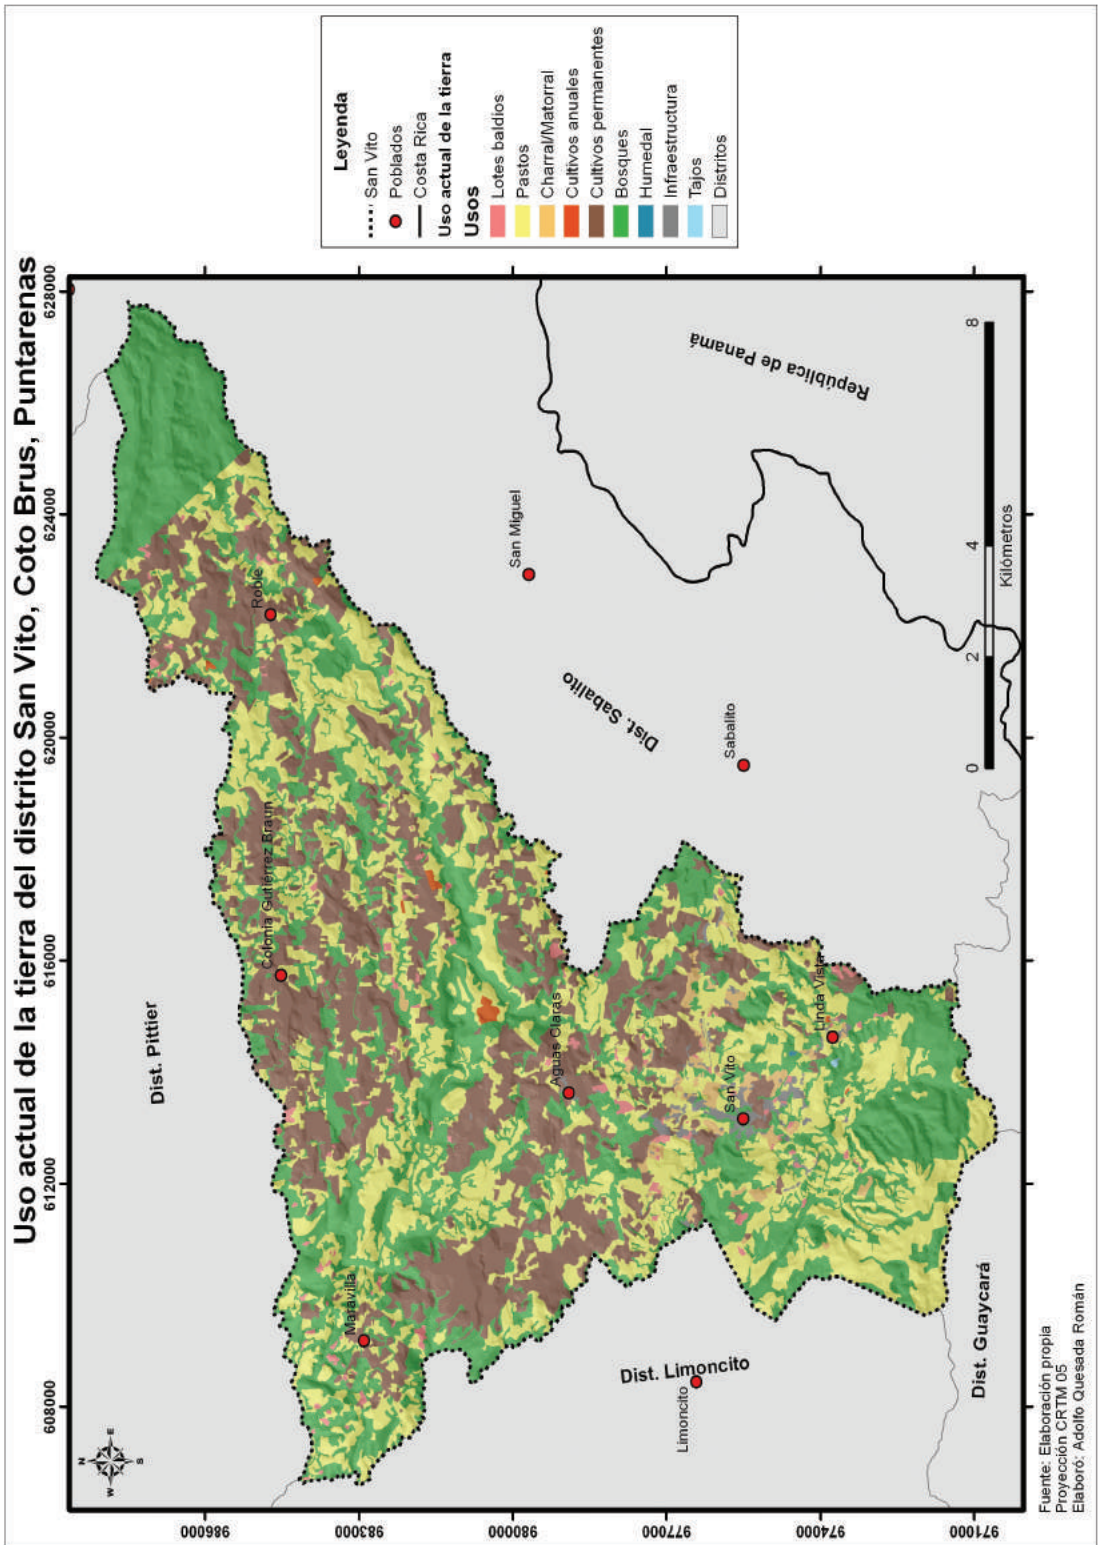 Uso actual de la tierra del distrito San Vito, Coto Brus, Puntarenas
608000 612000 616000 620000 624000 628000
986000
983000
980000
977000
974000
971000
N
W E
S
Dist. Pittier
Maravilla
Colonia Gutiérrez Braun
Roble
Aguas Claras
San Miguel
San Vito
Linda Vista
Sabalito
Dist. Sabalito
República de Panamá
Limoncito
Dist. Limoncito
Dist. Guaycará
0 2 4 8
Kilómetros
Leyenda
San Vito
Poblados
Costa Rica
Uso actual de la tierra
Usos
Lotes baldios
Pastos
Charral/Matorral
Cultivos anuales
Cultivos permanentes
Bosques
Humedal
Infraestructura
Tajos
Distritos
Fuente: Elaboración propia
Proyección CRTM 05
Elaboró: Adolfo Quesada Román